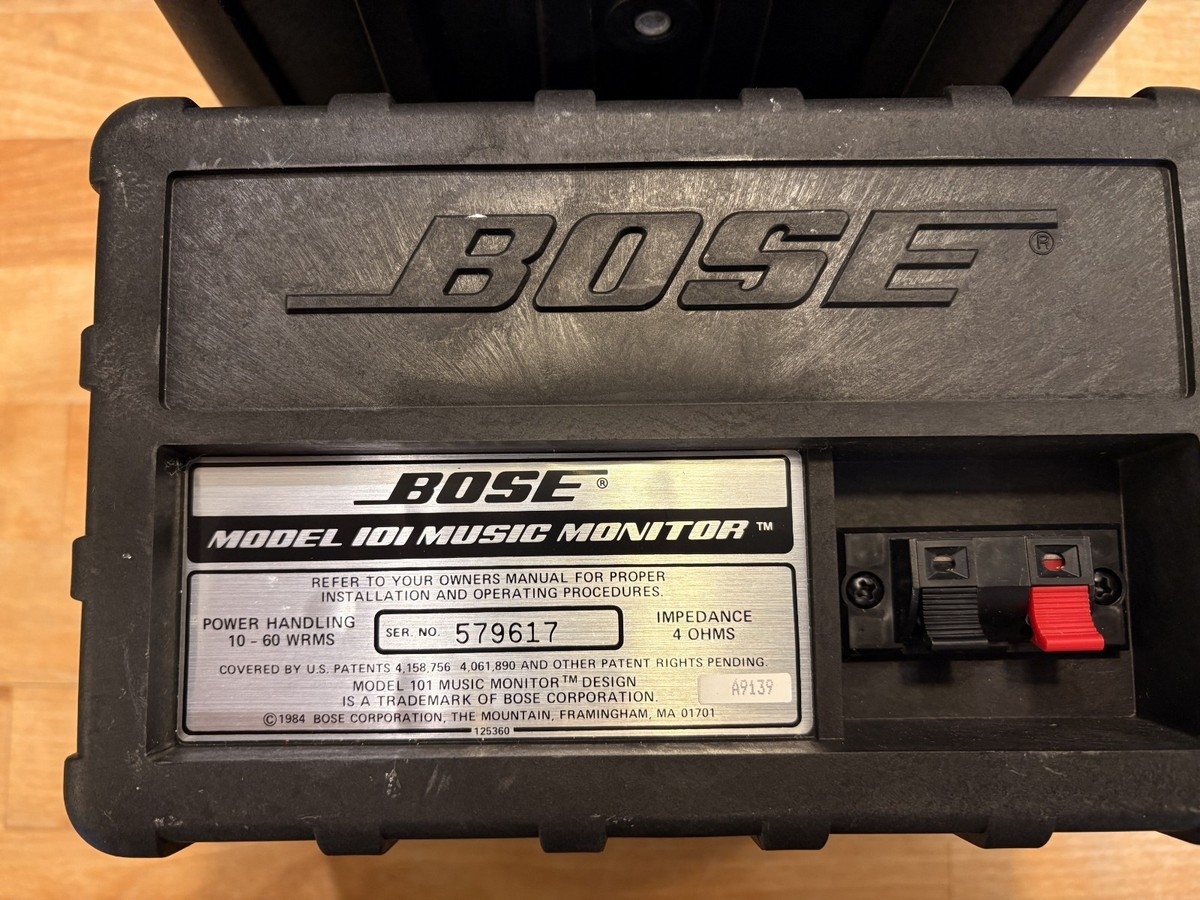 BOSE ®
BOSE ®
MODEL 101 MUSIC MONITOR ™
REFER TO YOUR OWNERS MANUAL FOR PROPER
INSTALLATION AND OPERATING PROCEDURES.
POWER HANDLING
10 - 60 WRMS
SER. NO. 579617
IMPEDANCE
4 OHMS
COVERED BY U.S. PATENTS 4,158,756 4,061,890 AND OTHER PATENT RIGHTS PENDING.
MODEL 101 MUSIC MONITOR™ DESIGN
IS A TRADEMARK OF BOSE CORPORATION.
A9139
©1984 BOSE CORPORATION, THE MOUNTAIN, FRAMINGHAM, MA 01701
125360